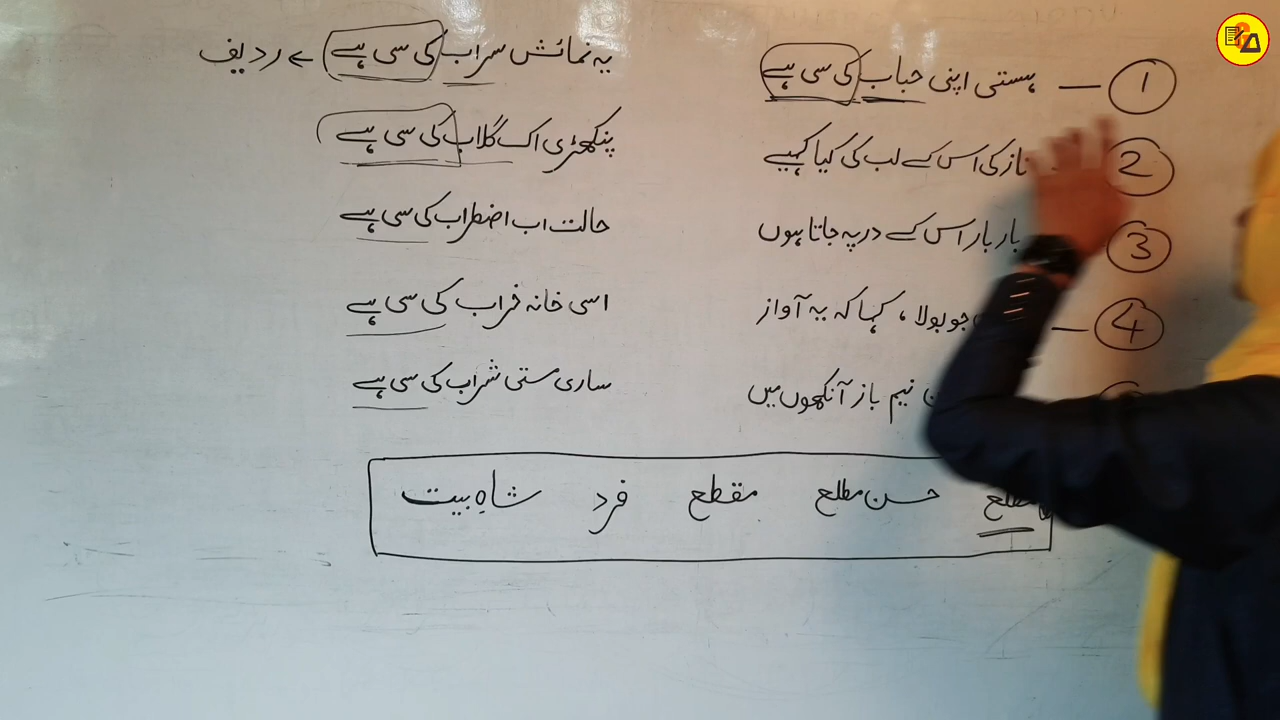 1 — ہستی اپنی حباب کی سی ہے یہ نمائش سراب کی سی ہے ← ردیف
2 نازکی اس کے لب کی کیا کہیے پنکھڑی اک گلاب کی سی ہے
3 بار بار اس کے در پہ جاتا ہوں حالت اب اضطراب کی سی ہے
4 — جو بولا ، کہا کہ یہ آواز اسی خانہ خراب کی سی ہے
نیم باز آنکھوں میں ساری مستی شراب کی سی ہے
مطلع حسن مطلع مقطع فرد شاہِ بیت